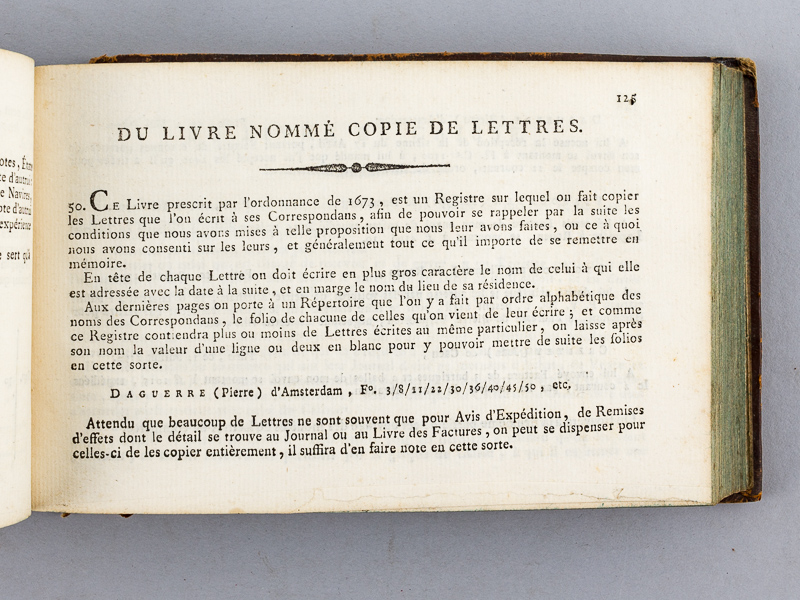 otes,
te d'autrui
e Navires,
pte d'autrui
expérience
e sert qu'à
125
DU LIVRE NOMMÉ COPIE DE LETTRES.
50. CE Livre prescrit par l'ordonnance de 1673, est un Registre sur lequel on fait copier
les Lettres que l'on écrit à ses Correspondans, afin de pouvoir se rappeler par la suite les
conditions que nous avons mises à telle proposition que nous leur avons faites, ou ce à quoi
nous avons consenti sur les leurs, et généralement tout ce qu'il importe de se remettre en
mémoire.
En tête de chaque Lettre on doit écrire en plus gros caractère le nom de celui à qui elle
est adressée avec la date à la suite, et en marge le nom du lieu de sa résidence.
Aux dernières pages on porte à un Répertoire que l'on y a fait par ordre alphabétique des
noms des Correspondans, le folio de chacune de celles qu'on vient de leur écrire; et comme
ce Registre contiendra plus ou moins de Lettres écrites au même particulier, on laisse après
son nom la valeur d'une ligne ou deux en blanc pour y pouvoir mettre de suite les folios
en cette sorte.
DAGUERRE (Pierre) d'Amsterdam, Fo. 3/8/21/22/30/36/40/45/50, etc.
Attendu que beaucoup de Lettres ne sont souvent que pour Avis d'Expédition, de Remises
d'effets dont le détail se trouve au Journal ou au Livre des Factures, on peut se dispenser pour
celles-ci de les copier entièrement, il suffira d'en faire note en cette sorte.